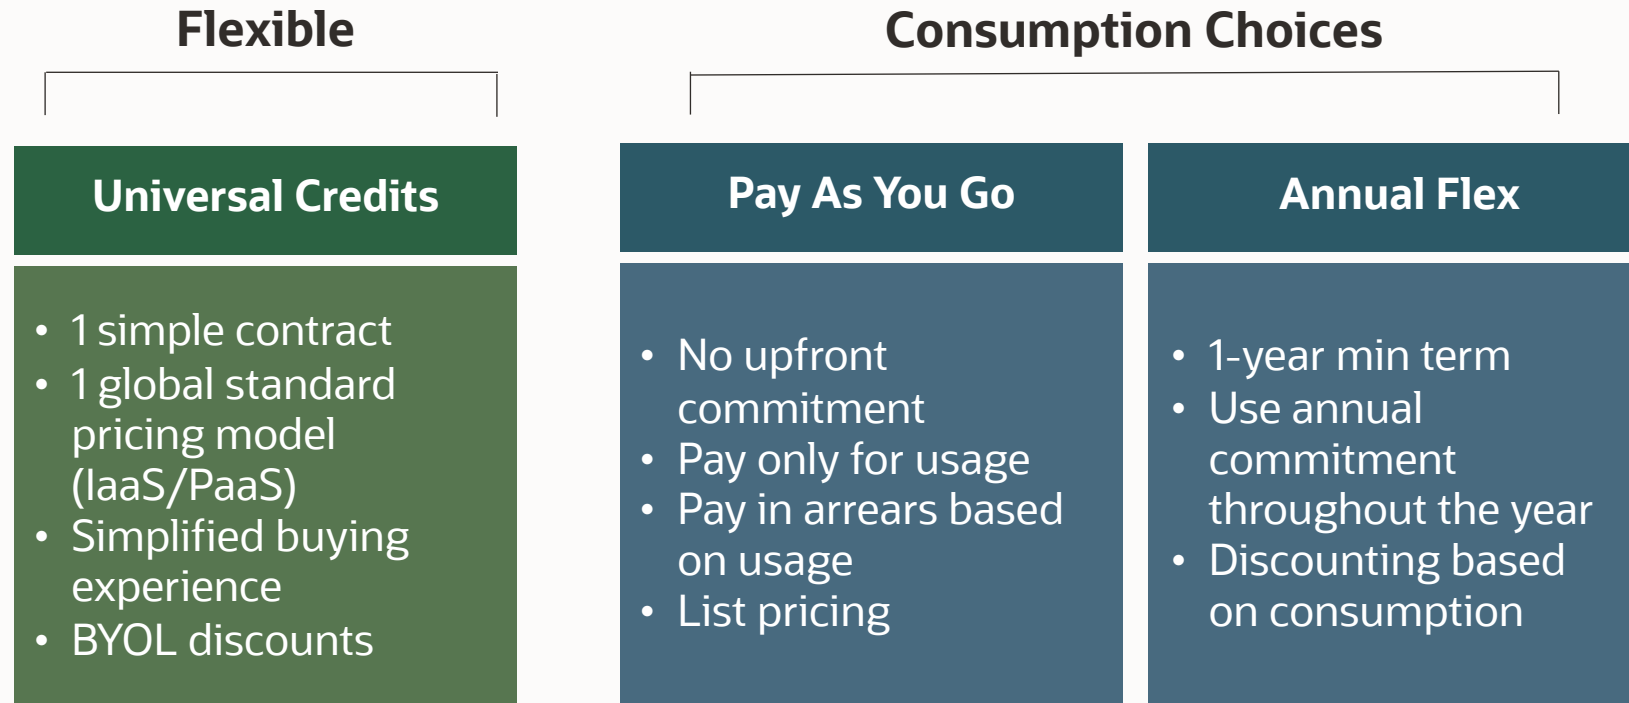 Flexible
Universal Credits
• 1 simple contract
• 1 global standard
pricing model
(IaaS/PaaS)
• Simplified buying
experience
• BYOL discounts
Consumption Choices
Pay As You Go
• No upfront
commitment
• Pay only for usage
• Pay in arrears based
on usage
• List pricing
Annual Flex
• 1-year min term
• Use annual
commitment
throughout the year
• Discounting based
on consumption